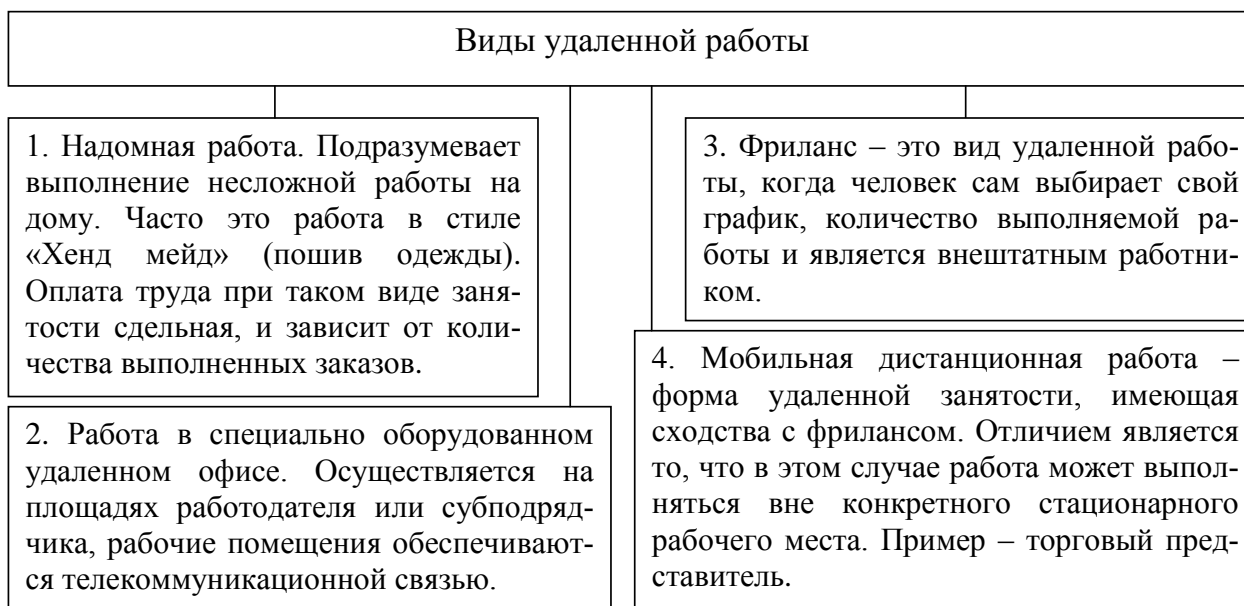 Виды удаленной работы
1. Надомная работа. Подразумевает
выполнение несложной работы на
дому. Часто это работа в стиле
«Хенд мейд» (пошив одежды).
Оплата труда при таком виде заня-
тости сдельная, и зависит от коли-
чества выполненных заказов.
2. Работа в специально оборудованном
удаленном офисе. Осуществляется на
площадях работодателя или субподряд-
чика, рабочие помещения обеспечивают-
ся телекоммуникационной связью.
3. Фриланс – это вид удаленной рабо-
ты, когда человек сам выбирает свой
график, количество выполняемой ра-
боты и является внештатным работни-
ком.
4. Мобильная дистанционная работа –
форма удаленной занятости, имеющая
сходства с фрилансом. Отличием является
то, что в этом случае работа может выпол-
няться вне конкретного стационарного
рабочего места. Пример – торговый пред-
ставитель.